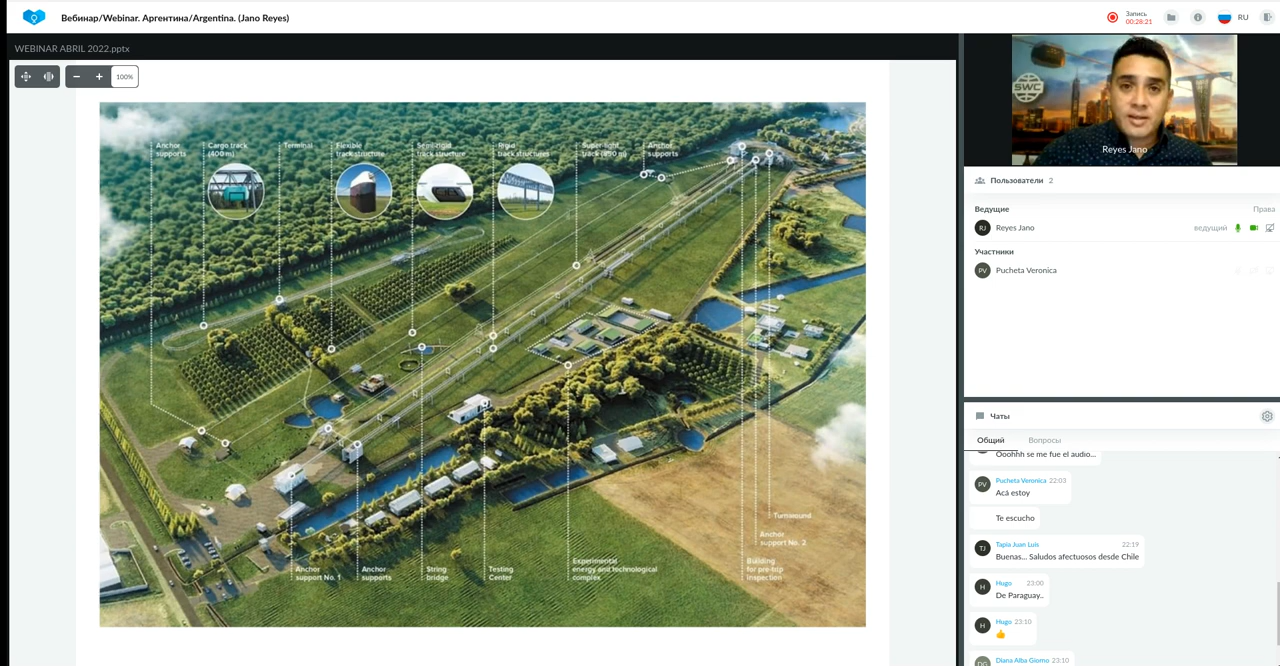 Вебинар/Webinar. Аргентина/Argentina. (Jano Reyes)
Запись
00:28:21
RU
WEBINAR ABRIL 2022.pptx
100%
Anchor
supports
Cargo track
(400 m)
Terminal
Flexible
track structure
Semi-rigid
track structure
Rigid
track structures
Super-light
track (850 m)
Anchor
supports
Turnround
Anchor
support No. 2
Building
for pre-trip
inspection
Anchor
support No. 1
Anchor
supports
String
bridge
Testing
Center
Experimental
energy and technological
complex
SWC
Reyes Jano
Пользователи 2
Ведущие
Права
RJ
Reyes Jano
ведущий
Участники
PV
Pucheta Veronica
Чаты
Общий
Вопросы
Ooohhh se me fue el audio...
PV
Pucheta Veronica 22:03
Acá estoy
Te escucho
TJ
Tapia Juan Luis 22:19
Buenas... Saludos afectuosos desde Chile
H
Hugo 23:00
De Paraguay..
H
Hugo 23:10
👍
DG
Diana Alba Giorno 23:10